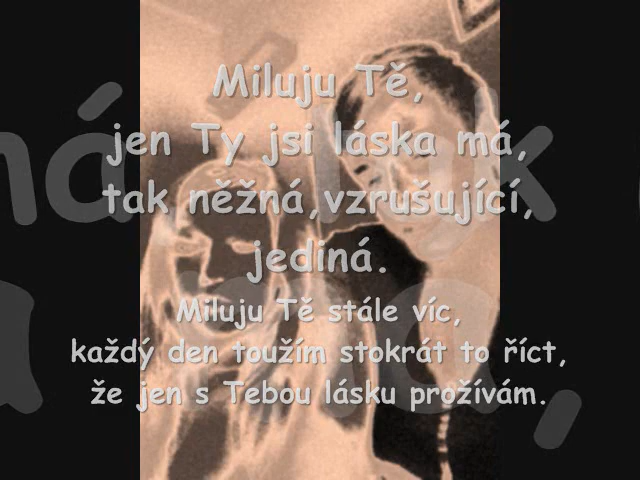 Miluju Tě,
jen Ty jsi láska má,
tak něžná,vzrušující,
jediná.
Miluju Tě stále víc,
každý den toužím stokrát to říct,
že jen s Tebou lásku prožívám.